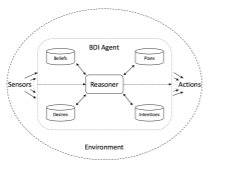 BDI Agent
Beliefs
Plans
Sensors
Reasoner
Actions
Desires
Intentions
Environment